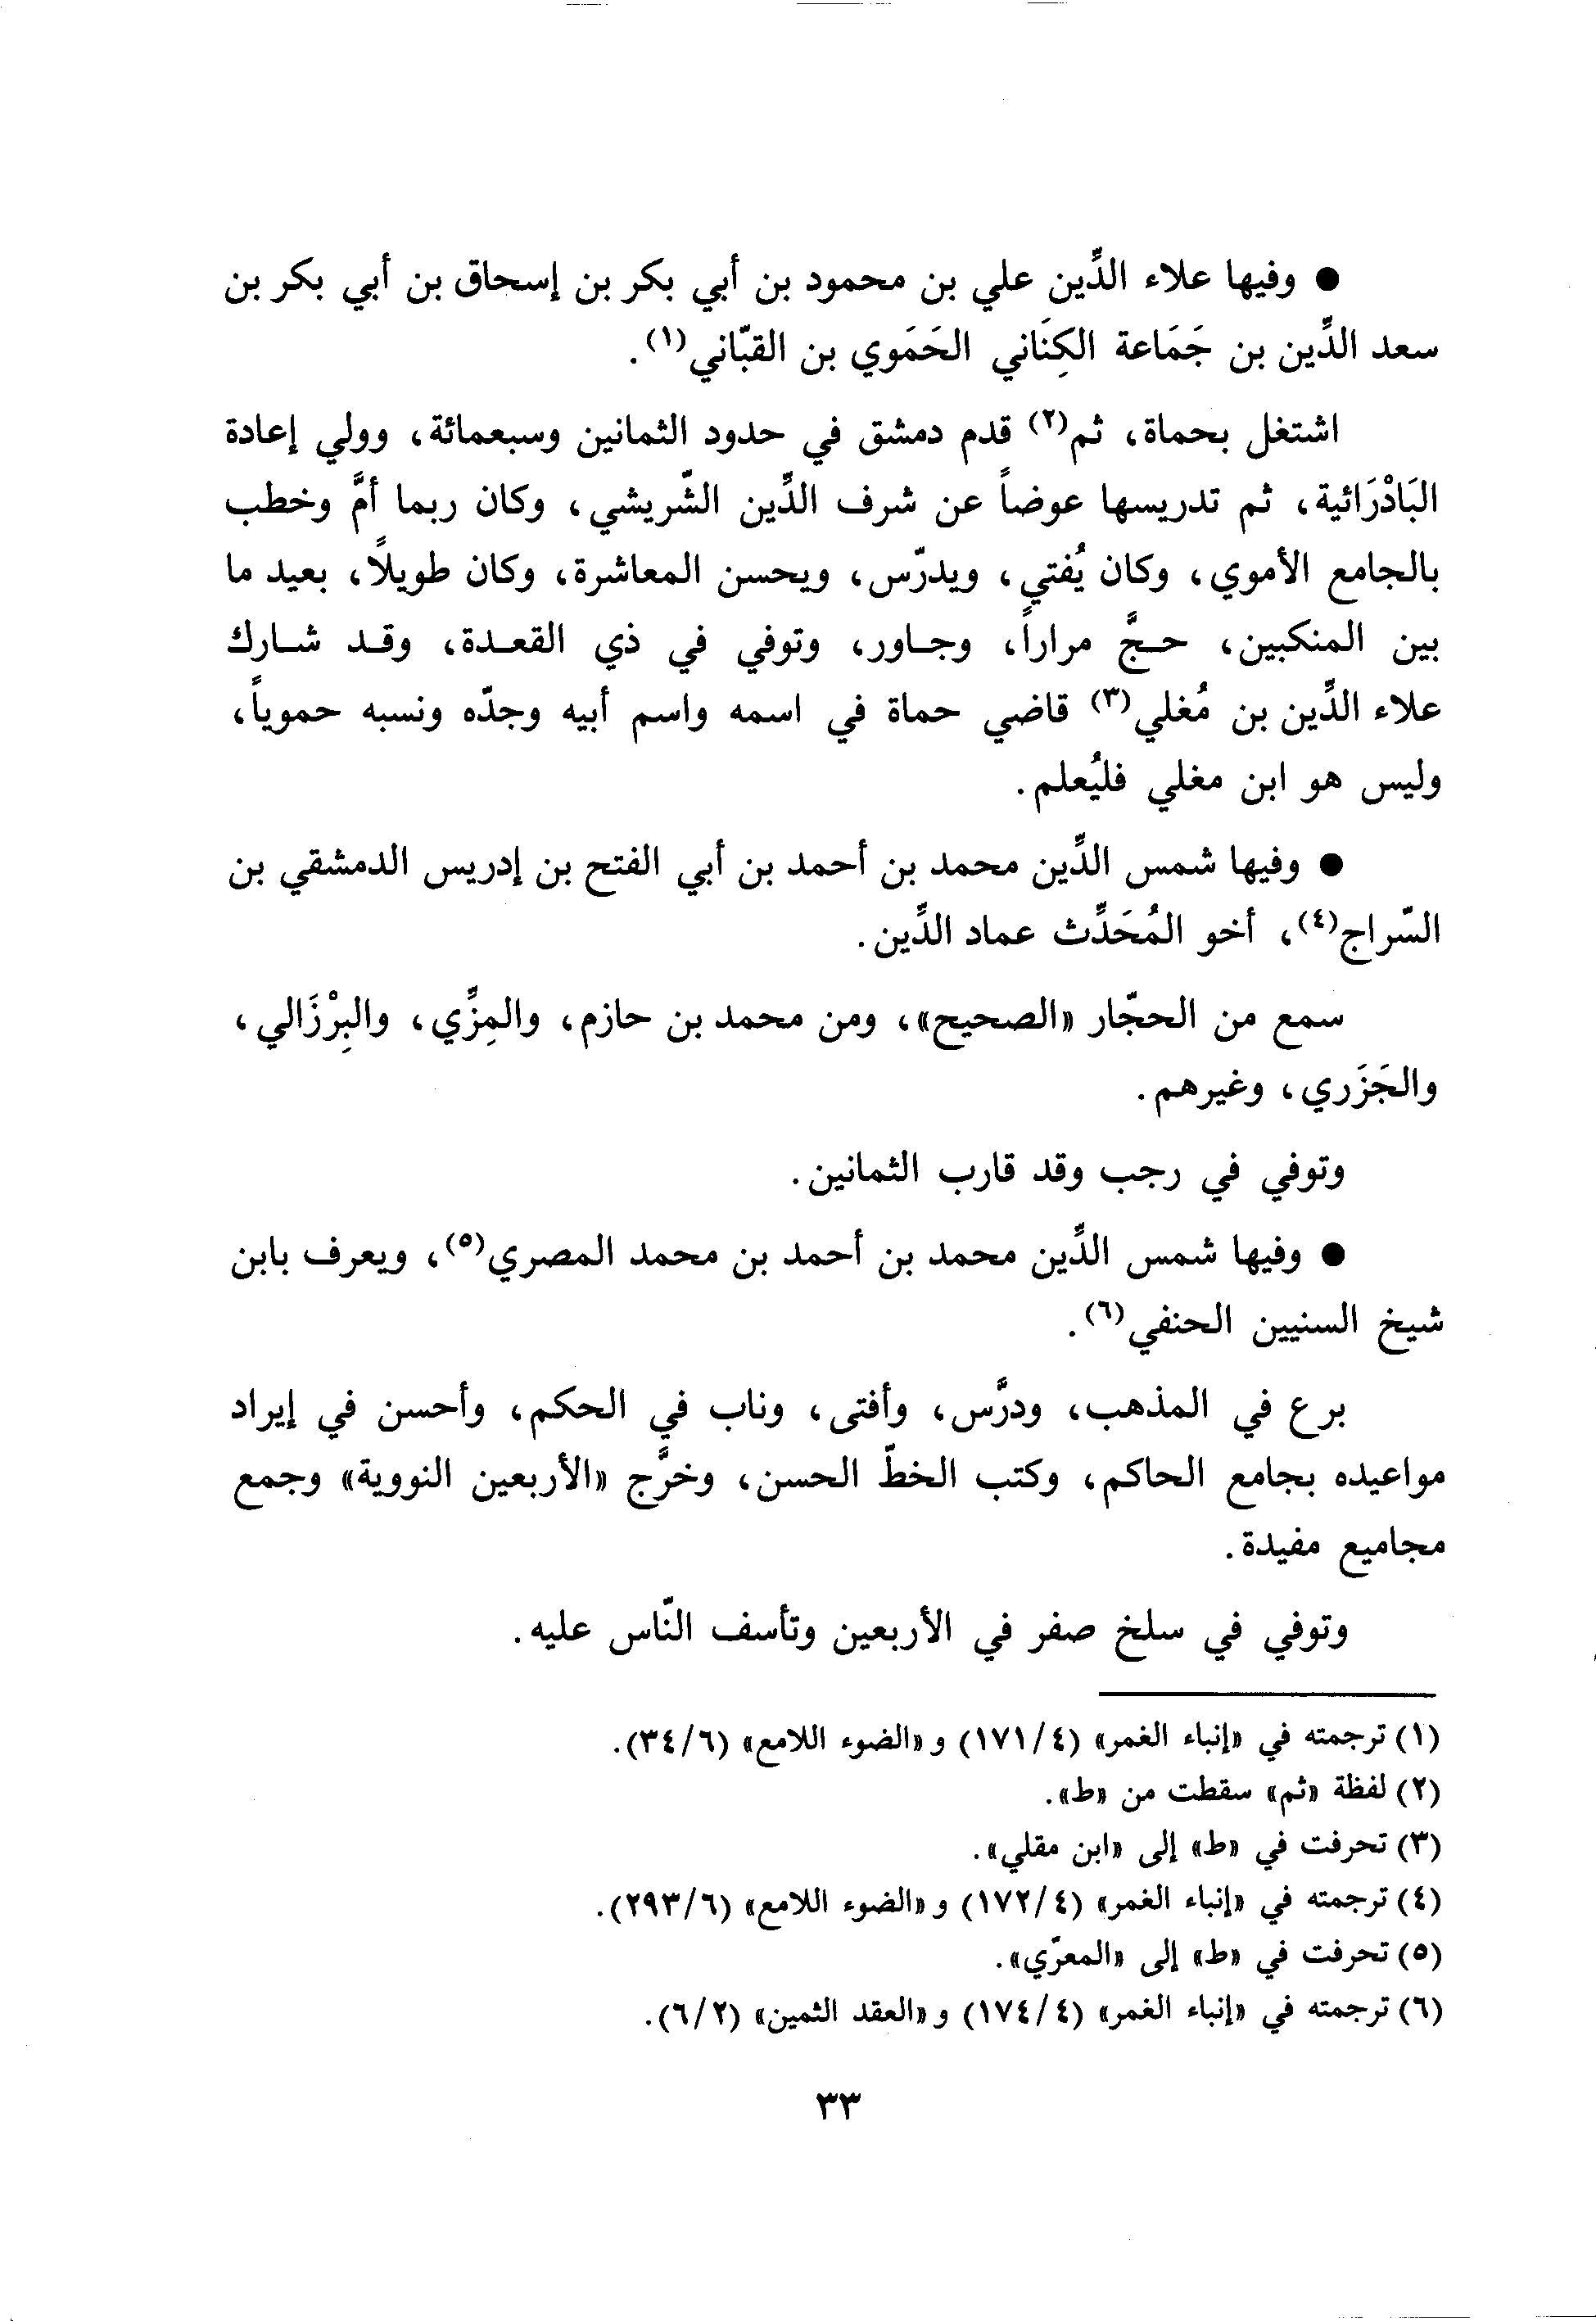 ● وفيها علاء الدِّين علي بن محمود بن أبي بكر بن إسحاق بن أبي بكر بن
سعد الدِّين بن جَمَاعة الكِنَاني الحَمَوي بن القبّاني(١).
اشتغل بحماة، ثم(٢) قدم دمشق في حدود الثمانين وسبعمائة، وولي إعادة
البَادْرَائية، ثم تدريسها عوضاً عن شرف الدِّين الشّريشي، وكان ربما أمَّ وخطب
بالجامع الأموي، وكان يُفتي، ويدرّس، ويحسن المعاشرة، وكان طويلاً، بعيد ما
بين المنكبين، حـجَّ مراراً، وجـاور، وتوفي في ذي القعـدة، وقـد شـارك
علاء الدِّين بن مُغلي(٣) قاضي حماة في اسمه واسم أبيه وجدّه ونسبه حموياً،
وليس هو ابن مغلي فليُعلم.
● وفيها شمس الدِّين محمد بن أحمد بن أبي الفتح بن إدريس الدمشقي بن
السّراج(٤)، أخو المُحَدِّث عماد الدِّين.
سمع من الحجّار «الصحيح»، ومن محمد بن حازم، والمِزِّي، والبِرْزَالي،
والجَزَري، وغيرهم.
وتوفي في رجب وقد قارب الثمانين.
● وفيها شمس الدِّين محمد بن أحمد بن محمد المصري(٥)، ويعرف بابن
شيخ السنيين الحنفي(٦).
برع في المذهب، ودرَّس، وأفتى، وناب في الحكم، وأحسن في إيراد
مواعيده بجامع الحاكم، وكتب الخطّ الحسن، وخرَّج «الأربعين النووية» وجمع
مجاميع مفيدة.
وتوفي في سلخ صفر في الأربعين وتأسف النّاس عليه.
(١) ترجمته في «إنباء الغمر» (٤/ ١٧١) و «الضوء اللامع» (٦/ ٣٤).
(٢) لفظة «ثم» سقطت من «ط».
(٣) تحرفت في «ط» إلى «ابن مقلي».
(٤) ترجمته في «إنباء الغمر» (٤/ ١٧٢) و «الضوء اللامع» (٦/ ٢٩٣).
(٥) تحرفت في «ط» إلى «المعرّي».
(٦) ترجمته في «إنباء الغمر» (٤/ ١٧٤) و «العقد الثمين» (٢/ ٦).
٣٣